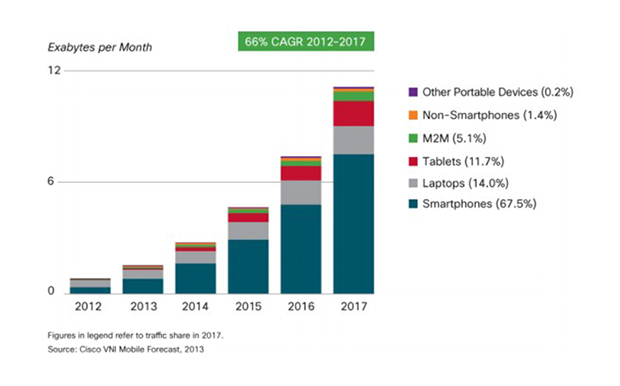 66% CAGR 2012-2017
Exabytes per Month
12
6
0
2012 2013 2014 2015 2016 2017
Other Portable Devices (0.2%)
Non-Smartphones (1.4%)
M2M (5.1%)
Tablets (11.7%)
Laptops (14.0%)
Smartphones (67.5%)
Figures in legend refer to traffic share in 2017.
Source: Cisco VNI Mobile Forecast, 2013